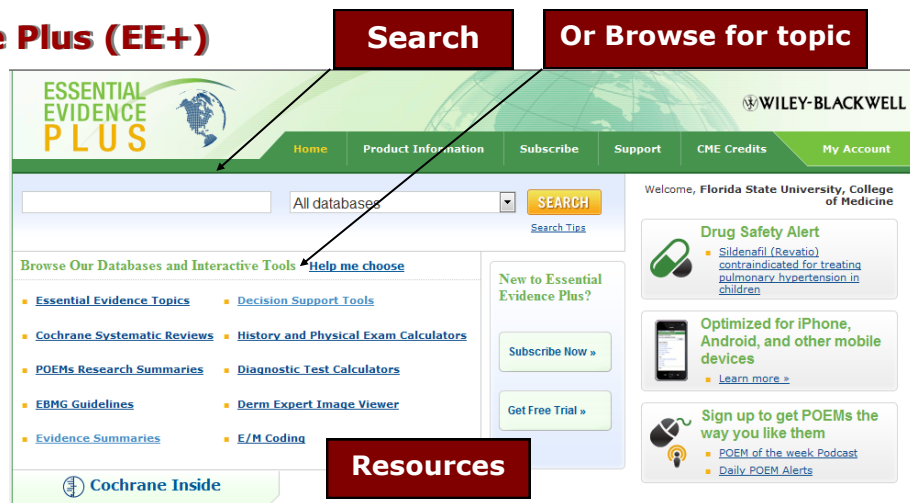 Plus (EE+)
Search
Or Browse for topic
ESSENTIAL
EVIDENCE
PLUS
WILEY-BLACKWELL
Home Product Information Subscribe Support CME Credits My Account
All databases
SEARCH
Search Tips
Welcome, Florida State University, College
of Medicine
Browse Our Databases and Interactive Tools Help me choose
Essential Evidence Topics
Decision Support Tools
Cochrane Systematic Reviews
History and Physical Exam Calculators
POEMs Research Summaries
Diagnostic Test Calculators
EBMG Guidelines
Derm Expert Image Viewer
Evidence Summaries
E/M Coding
Cochrane Inside
Resources
New to Essential
Evidence Plus?
Subscribe Now »
Get Free Trial »
Drug Safety Alert
Sildenafil (Revatio)
contraindicated for treating
pulmonary hypertension in
children
Optimized for iPhone,
Android, and other mobile
devices
Learn more »
Sign up to get POEMs the
way you like them
POEM of the week Podcast
Daily POEM Alerts